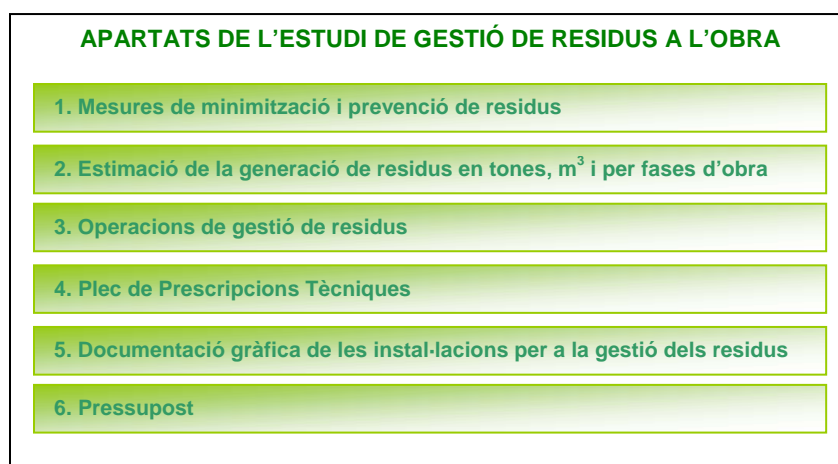 APARTATS DE L'ESTUDI DE GESTIÓ DE RESIDUS A L'OBRA
1. Mesures de minimització i prevenció de residus
2. Estimació de la generació de residus en tones, m³ i per fases d'obra
3. Operacions de gestió de residus
4. Plec de Prescripcions Tècniques
5. Documentació gràfica de les instal·lacions per a la gestió dels residus
6. Pressupost